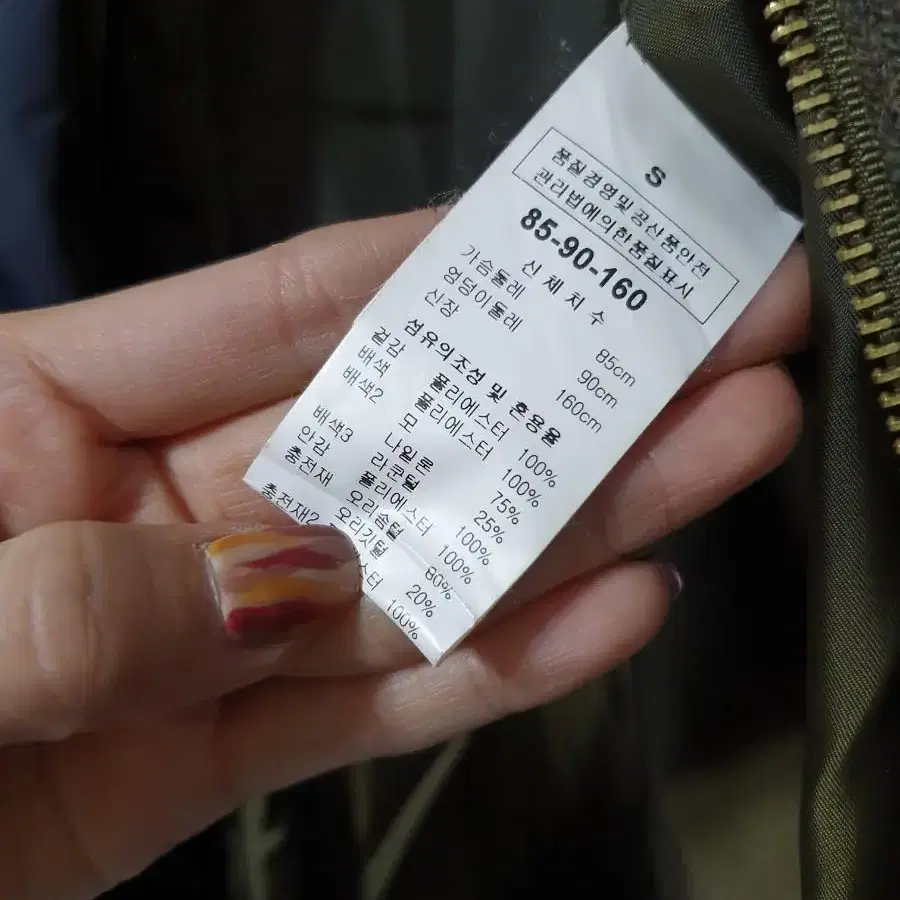 S
품질경영및공산품안전
관리법에의한품질표시
85-90-160
신 체 치 수
가슴둘레 85cm
엉덩이둘레 90cm
신장 160cm
섬유의조성 및 혼용율
겉감 폴리에스터 100%
배색 폴리에스터 100%
배색2 모 75%
나일론 25%
배색3 라쿤털 100%
안감 폴리에스터 100%
충전재 오리솜털 80%
오리깃털 20%
충전재2 스터 100%